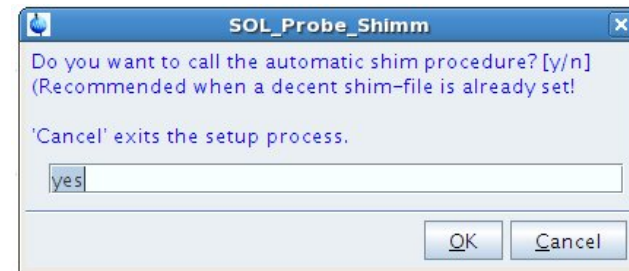 SOL_Probe_Shimm
Do you want to call the automatic shim procedure? [y/n]
(Recommended when a decent shim-file is already set!
'Cancel' exits the setup process.
yes
OK
Cancel